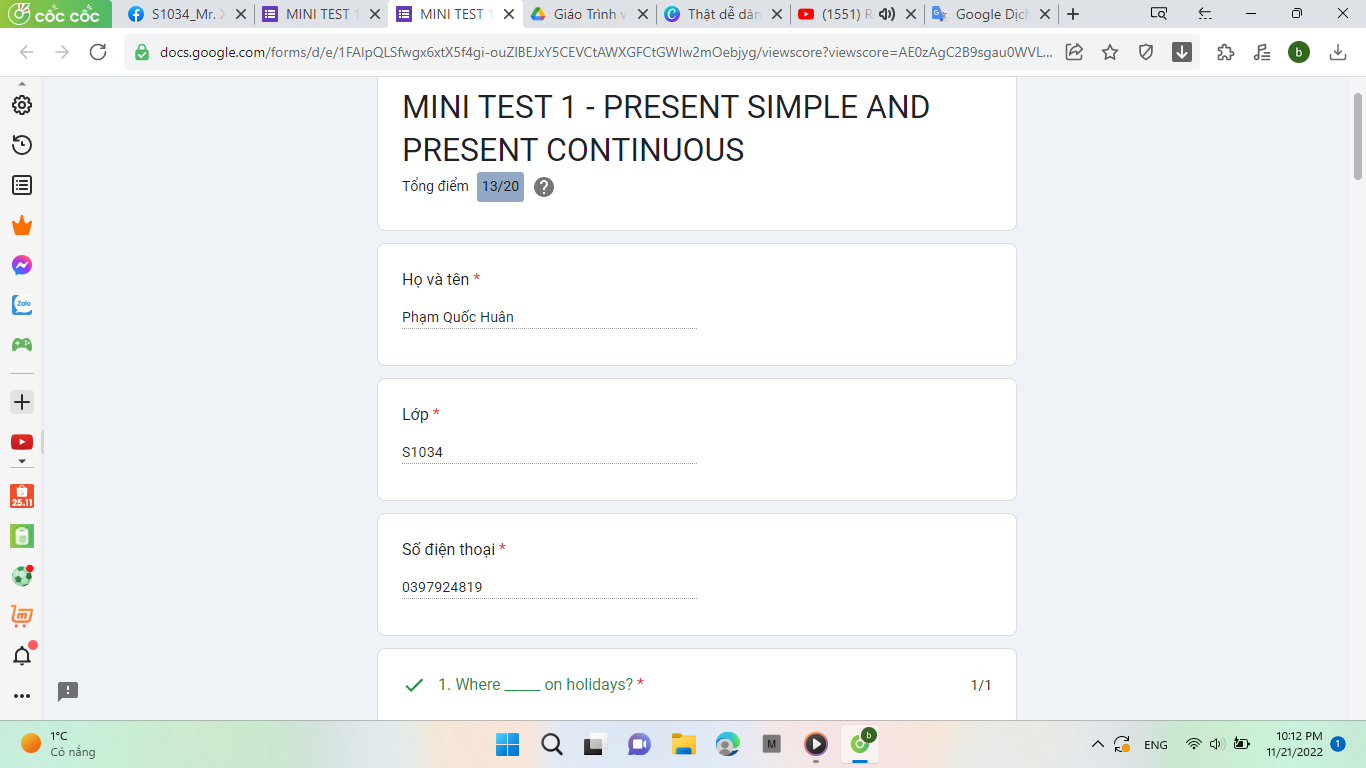 cốc cốc
S1034_Mr. X
MINI TEST 1
MINI TEST 1
Giáo Trình v
Thật dễ dàn
(1551) R
Google Dịch
docs.google.com/forms/d/e/1FAIpQLSfwgx6xtX5f4gi-ouZlBEJxY5CEVCtAWXGFCtGWIw2mOebjyg/viewscore?viewscore=AE0zAgC2B9sgau0WVL...
b
MINI TEST 1 - PRESENT SIMPLE AND
PRESENT CONTINUOUS
Tổng điểm 13/20 ?
Họ và tên *
Phạm Quốc Huân
Lớp *
S1034
Số điện thoại *
0397924819
1. Where _____ on holidays? * 1/1
Zalo
25.11
1°C
Có nắng
M
b
ENG
10:12 PM
11/21/2022
1